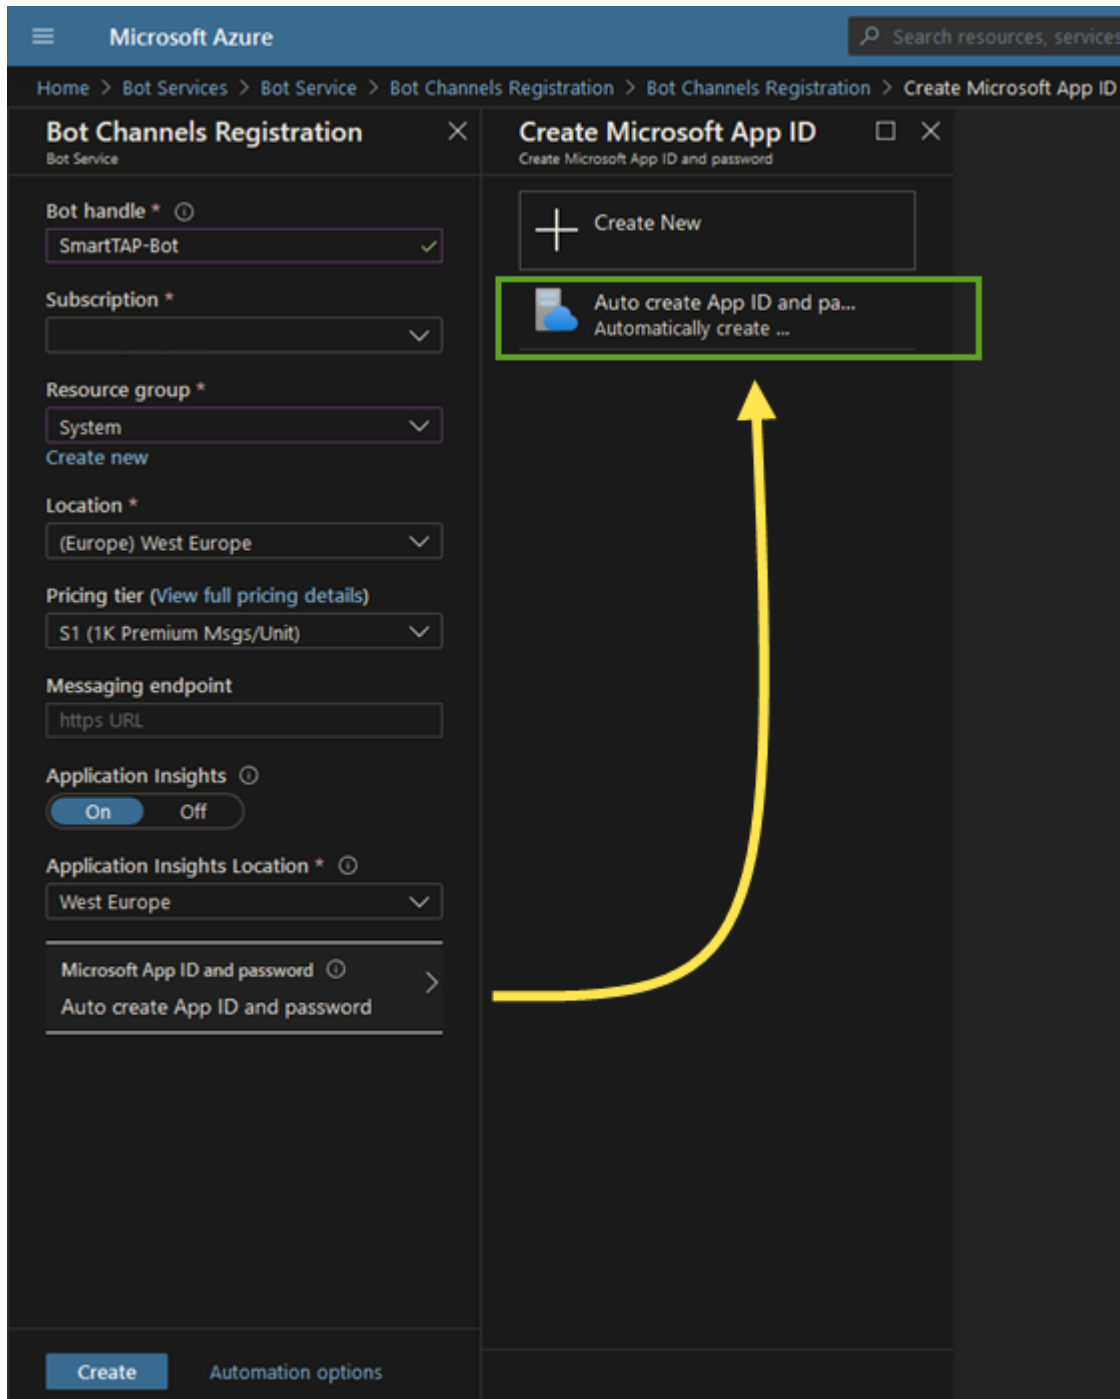 Microsoft Azure
Search resources, services
Home > Bot Services > Bot Service > Bot Channels Registration > Bot Channels Registration > Create Microsoft App ID
Bot Channels Registration
Bot Service
Bot handle *
SmartTAP-Bot
Subscription *
Resource group *
System
Create new
Location *
(Europe) West Europe
Pricing tier (View full pricing details)
S1 (1K Premium Msgs/Unit)
Messaging endpoint
https URL
Application Insights
On Off
Application Insights Location *
West Europe
Microsoft App ID and password
Auto create App ID and password
Create Automation options
Create Microsoft App ID
Create Microsoft App ID and password
Create New
Auto create App ID and pa...
Automatically create ...